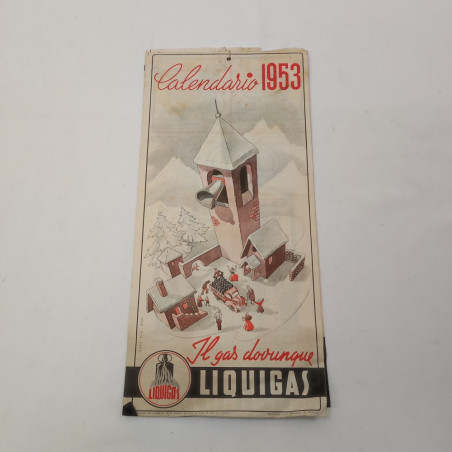 Calendario 1953
Il gas dovunque
LIQUIGAS
LIQUIGAS